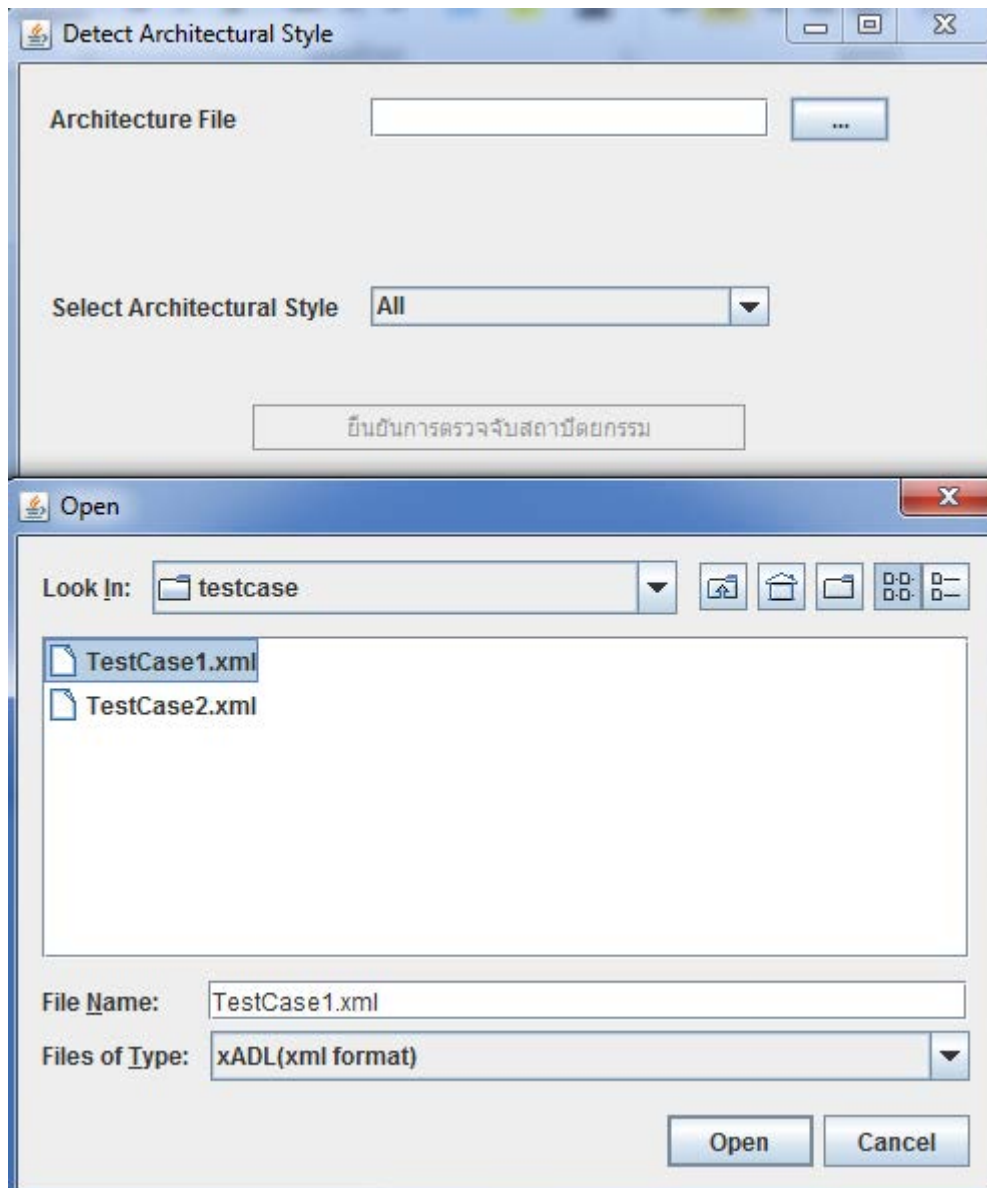 Detect Architectural Style
Architecture File
...
Select Architectural Style All
ยืนยันการตรวจจับสถาปัตยกรรม
Open
Look In: testcase
TestCase1.xml
TestCase2.xml
File Name: TestCase1.xml
Files of Type: xADL(xml format)
Open Cancel